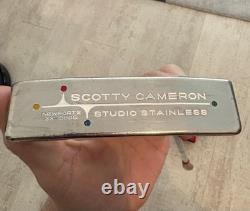 SCOTTY CAMERON
STUDIO STAINLESS
NEWPORT 2